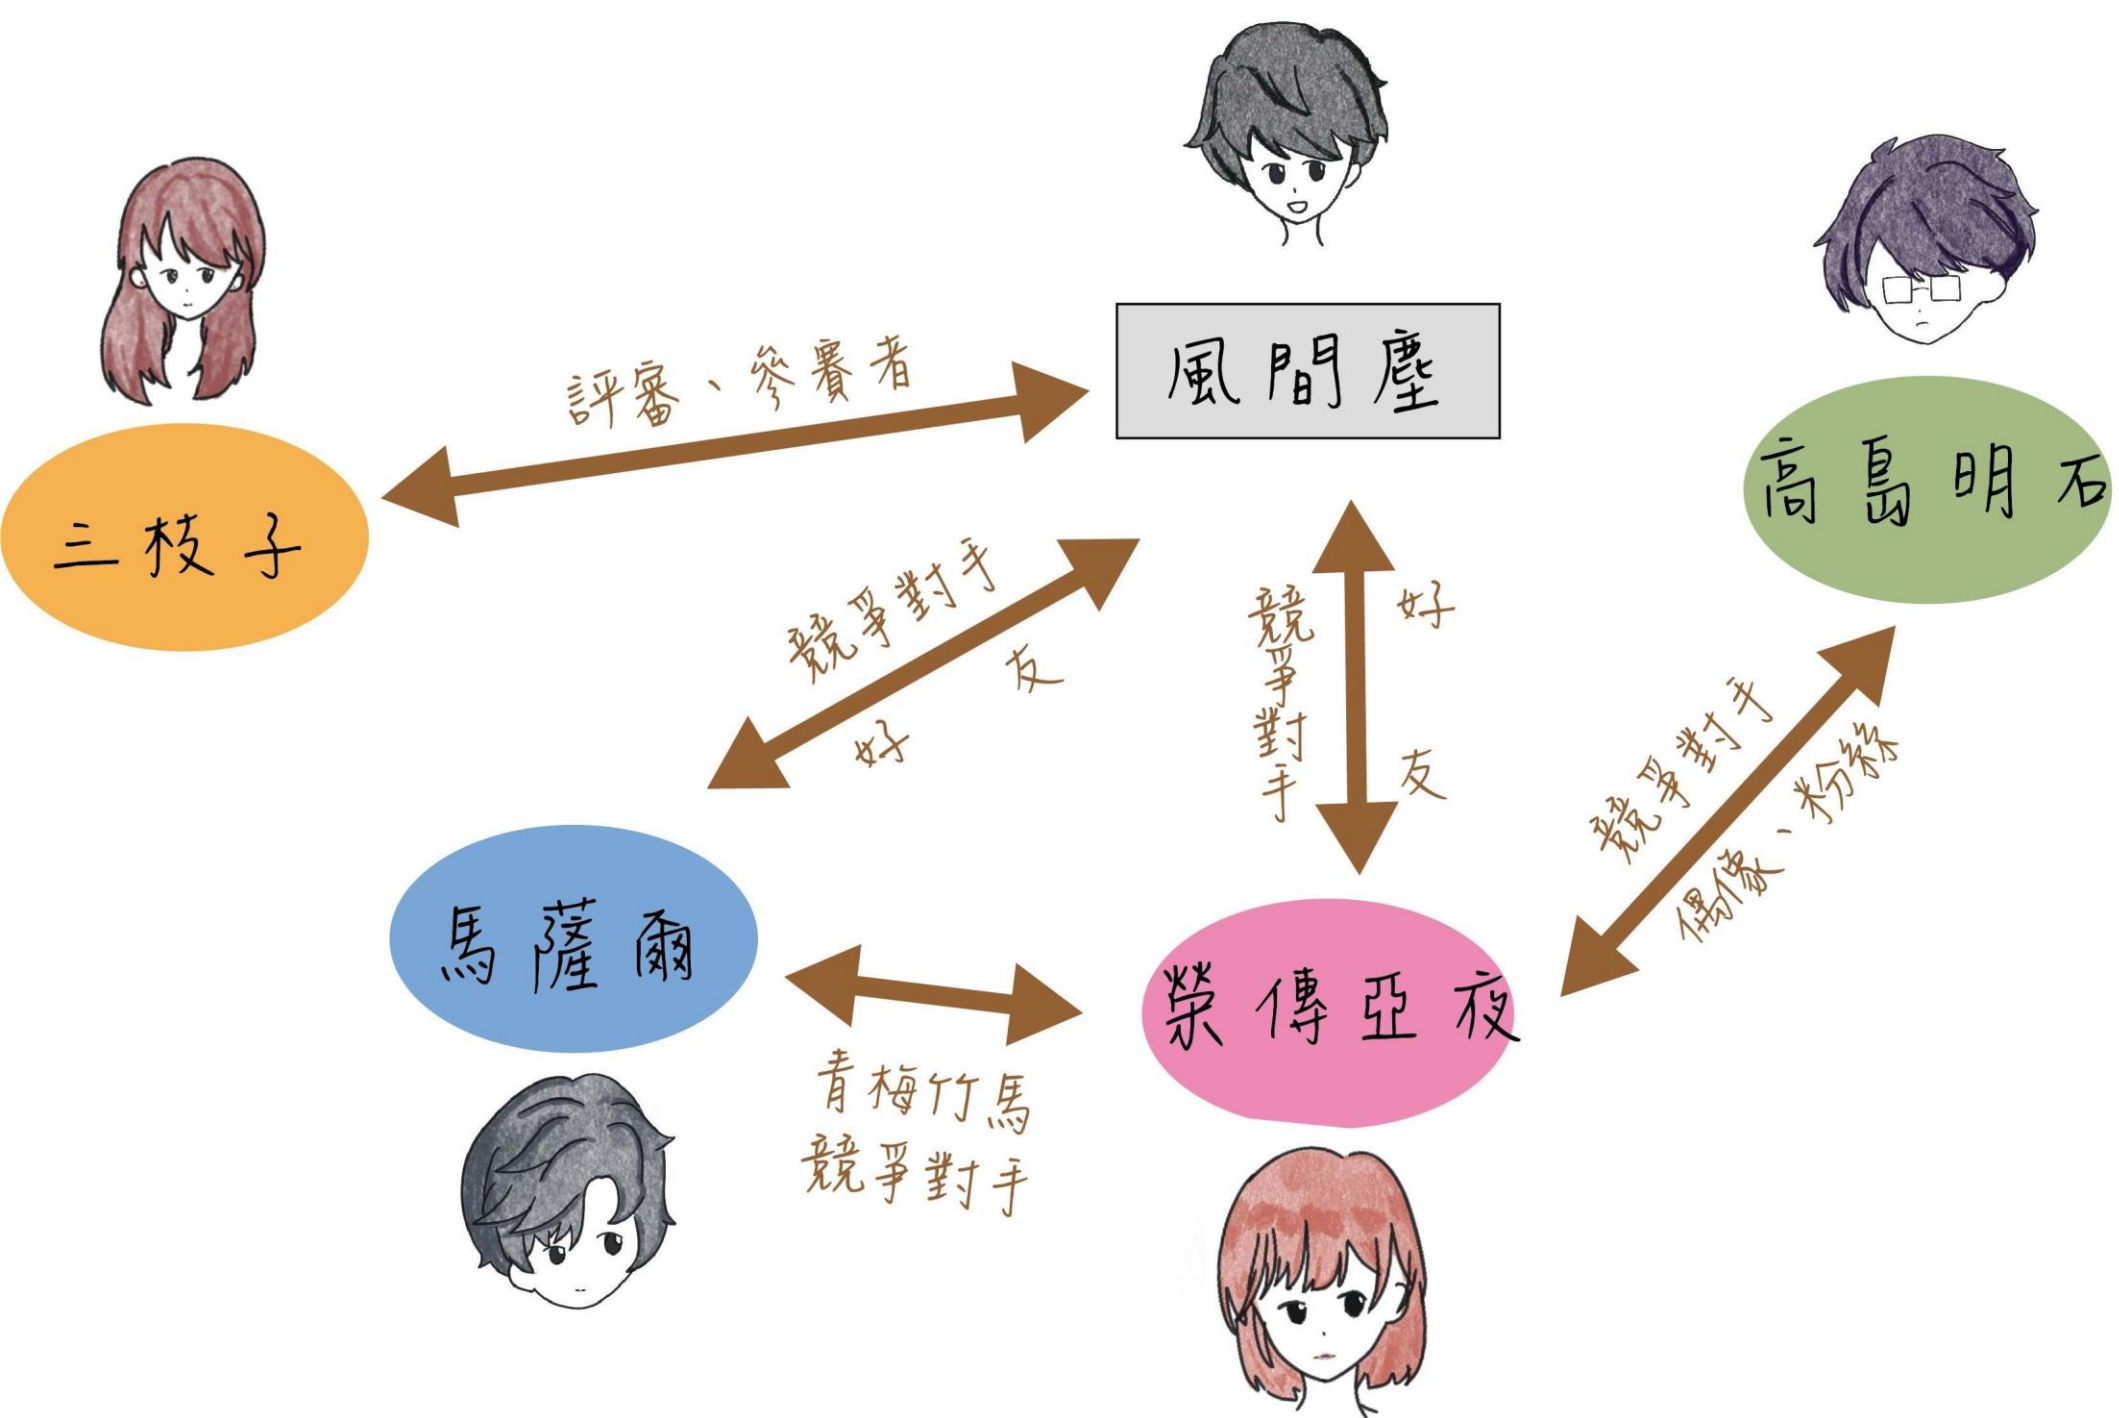 風間塵
評審、參賽者
高島明石
三枝子
競爭對手
好友
競爭對手
好友
競爭對手
偶像、粉絲
馬薩爾
榮傳亞夜
青梅竹馬
競爭對手